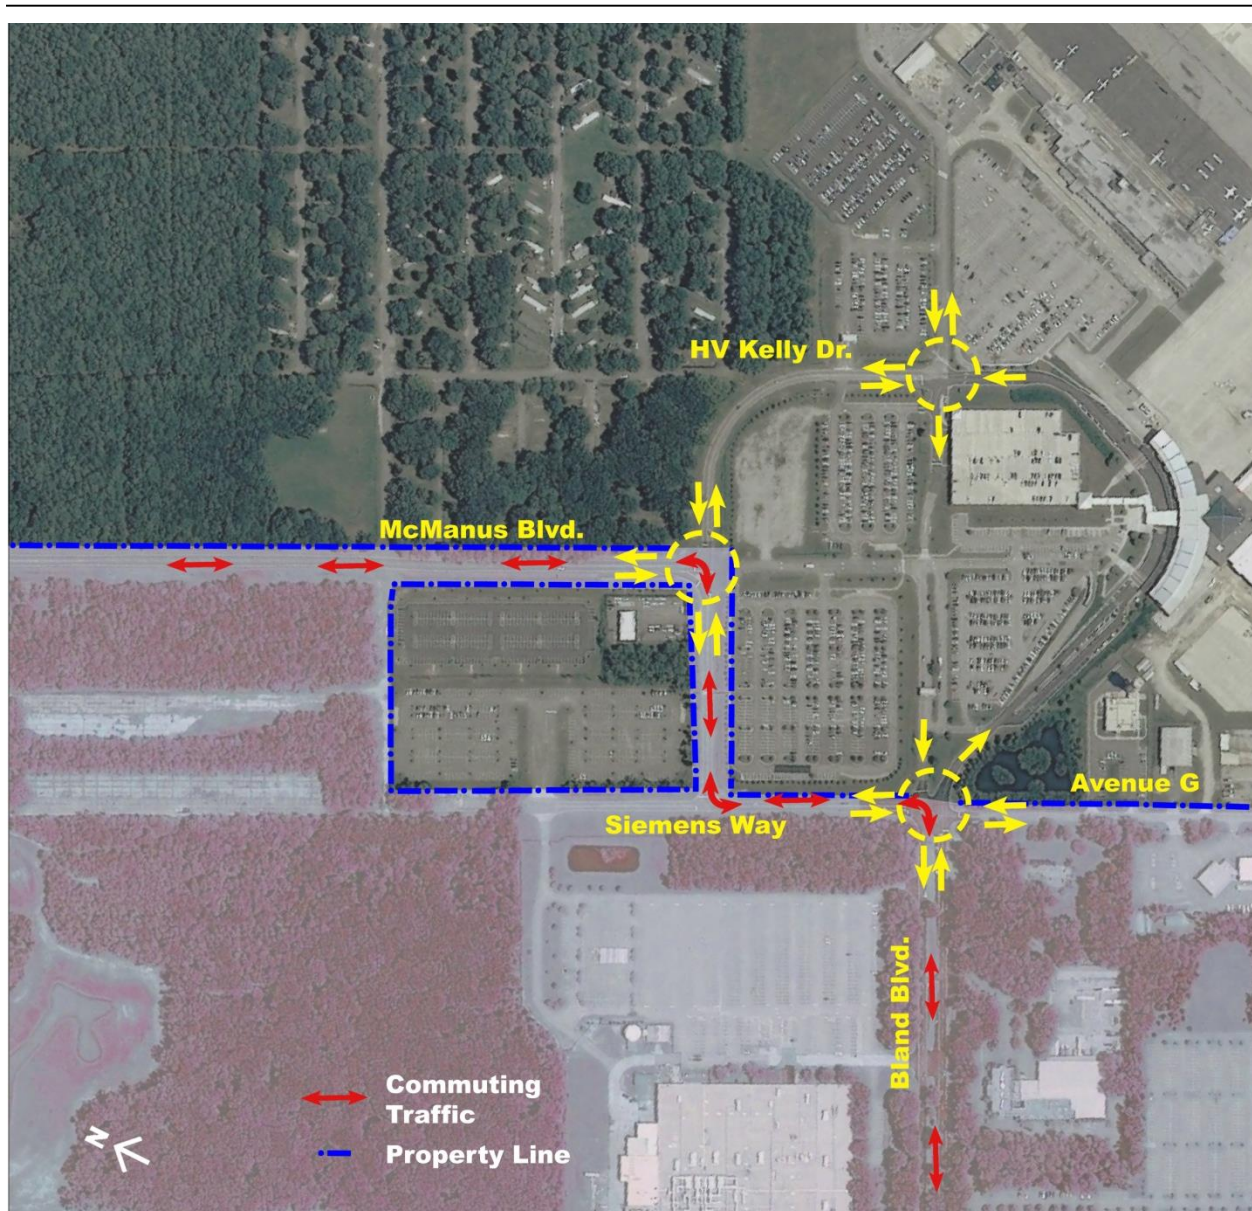 HV Kelly Dr.
McManus Blvd.
Avenue G
Siemens Way
Bland Blvd.
Commuting
Traffic
Property Line
N